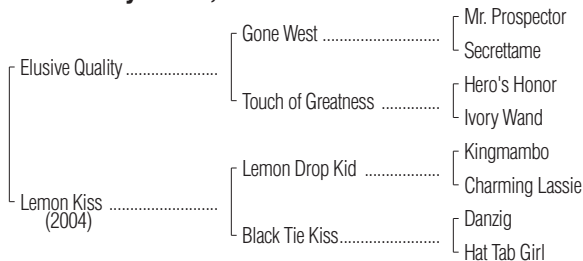 Mr. Prospector
Gone West ........................
Secrettame
Elusive Quality ......................
Hero's Honor
Touch of Greatness ..............
Ivory Wand
Kingmambo
Lemon Drop Kid ..................
Charming Lassie
Lemon Kiss ..........................
(2004)
Danzig
Black Tie Kiss.......................
Hat Tab Girl